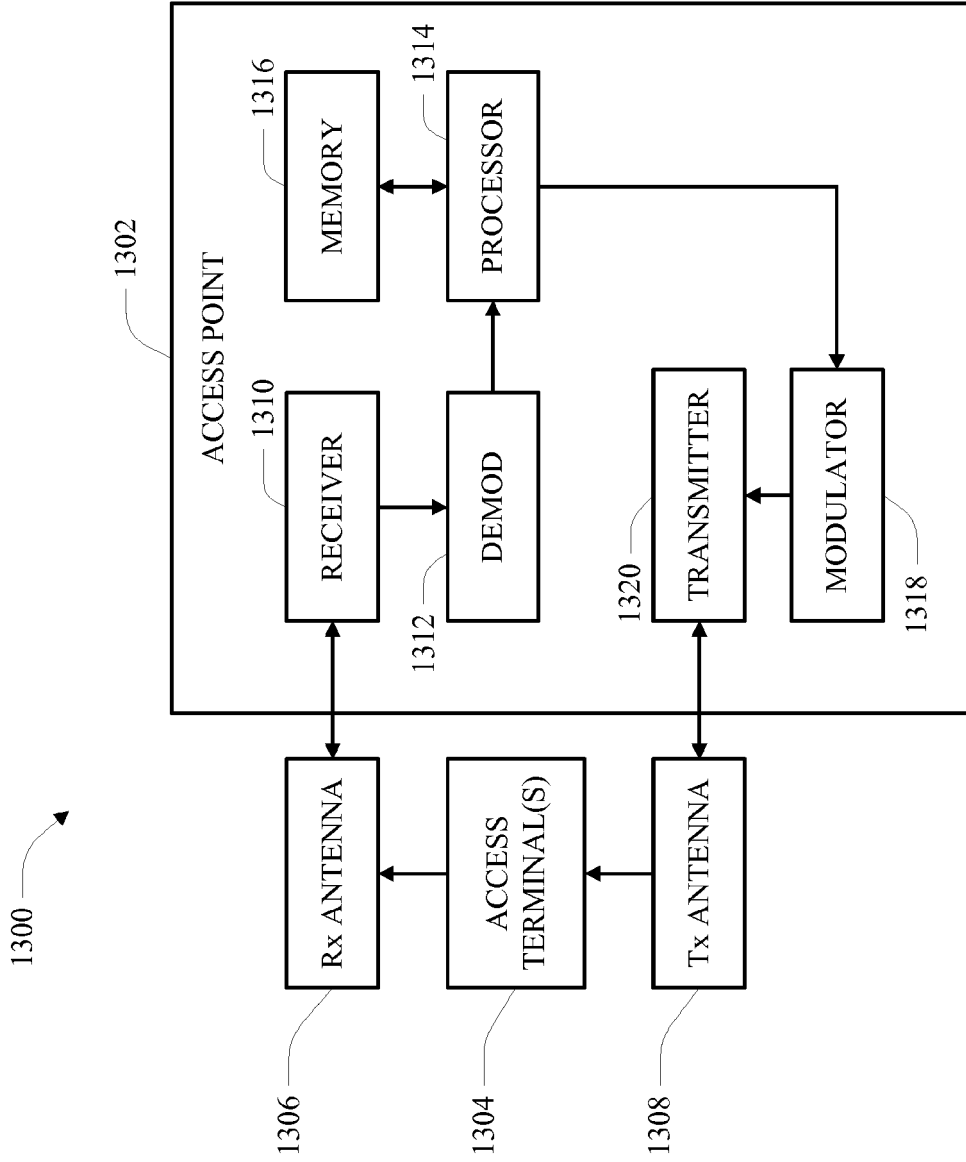 1300
1302
ACCESS POINT
1306
Rx ANTENNA
1310
RECEIVER
1316
MEMORY
1304
ACCESS
TERMINAL(S)
1312
DEMOD
1314
PROCESSOR
1308
Tx ANTENNA
1320
TRANSMITTER
MODULATOR
1318